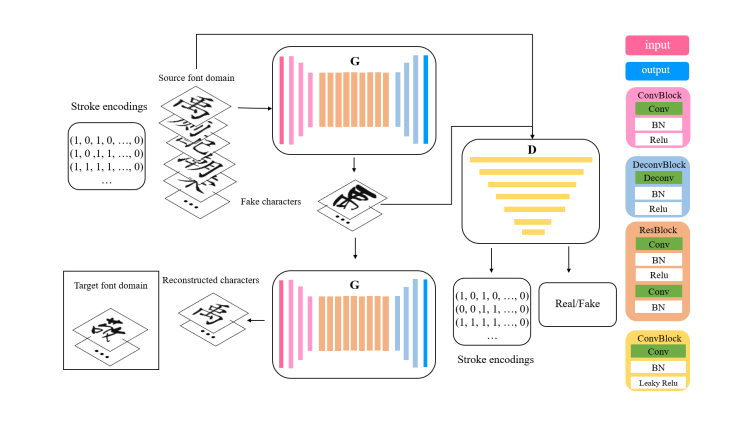 input
output
G
Source font domain
Stroke encodings
(1, 0, 1, 0, …, 0)
(1, 0 ,1, 1, …, 0)
(1, 1, 1, 1, …, 0)
…
禹
…
Fake characters
…
D
ConvBlock
Conv
BN
Relu
DeconvBlock
Deconv
BN
Relu
ResBlock
Conv
BN
Relu
Conv
BN
Target font domain
…
Reconstructed characters
禹
…
G
(1, 0, 1, 0, …, 0)
(0, 0 ,1, 1, …, 0)
(1, 1, 1, 1, …, 0)
…
Stroke encodings
Real/Fake
ConvBlock
Conv
BN
Leaky Relu